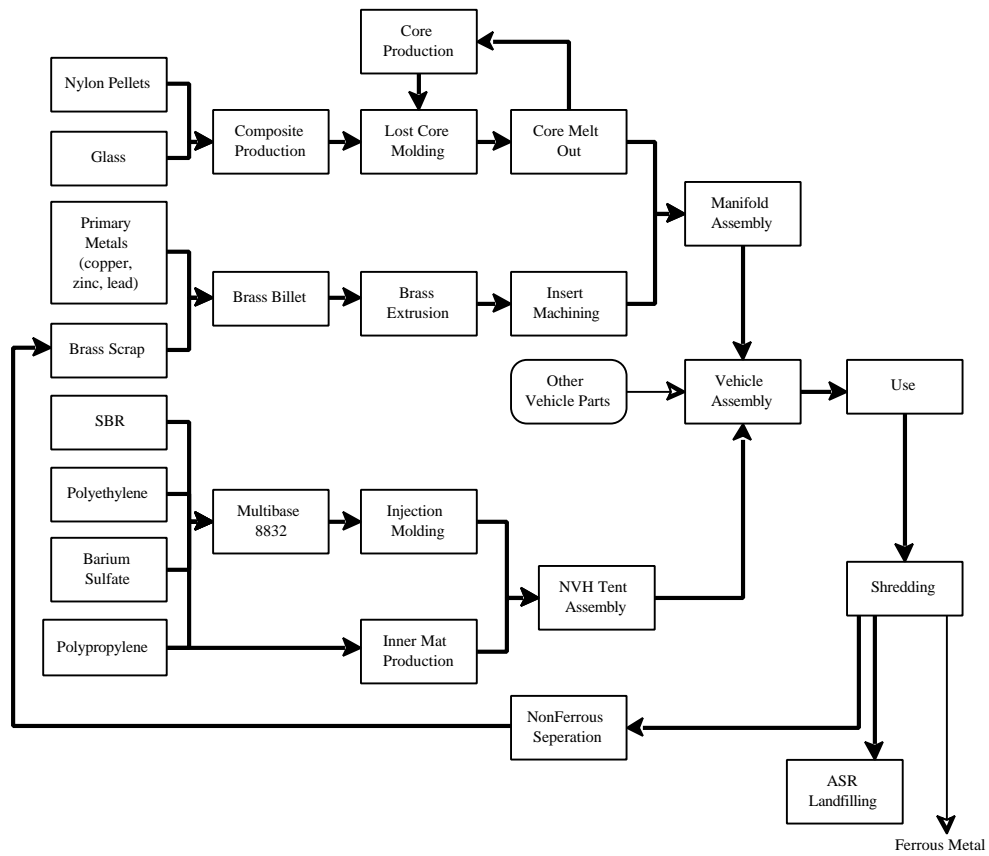 Core
Production
Nylon Pellets
Glass
Composite
Production
Lost Core
Molding
Core Melt
Out
Manifold
Assembly
Primary
Metals
(copper,
zinc, lead)
Brass Scrap
Brass Billet
Brass
Extrusion
Insert
Machining
Other
Vehicle Parts
Vehicle
Assembly
Use
SBR
Polyethylene
Barium
Sulfate
Polypropylene
Multibase
8832
Injection
Molding
Inner Mat
Production
NVH Tent
Assembly
Shredding
NonFerrous
Seperation
ASR
Landfilling
Ferrous Metal